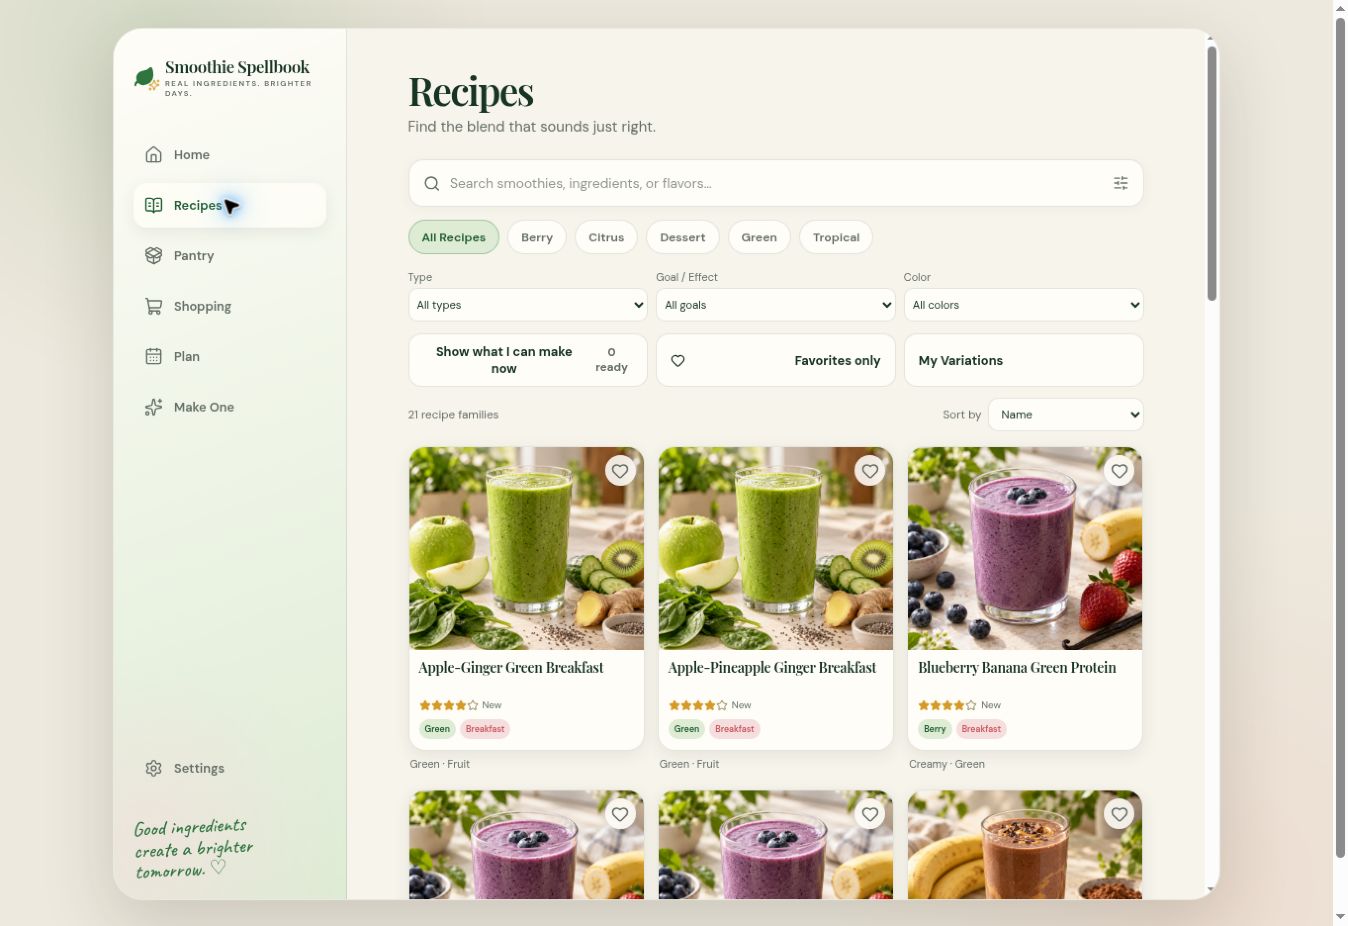 Smoothie Spellbook
REAL INGREDIENTS. BRIGHTER
DAYS.
Home
Recipes
Pantry
Shopping
Plan
Make One
Settings
Good ingredients
create a brighter
tomorrow. ♡
Recipes
Find the blend that sounds just right.
Search smoothies, ingredients, or flavors...
All Recipes Berry Citrus Dessert Green Tropical
Type Goal / Effect Color
All types All goals All colors
Show what I can make
now
0
ready
Favorites only
My Variations
21 recipe families
Sort by Name
Apple-Ginger Green Breakfast
New
Green Breakfast
Green · Fruit
Apple-Pineapple Ginger Breakfast
New
Green Breakfast
Green · Fruit
Blueberry Banana Green Protein
New
Berry Breakfast
Creamy · Green